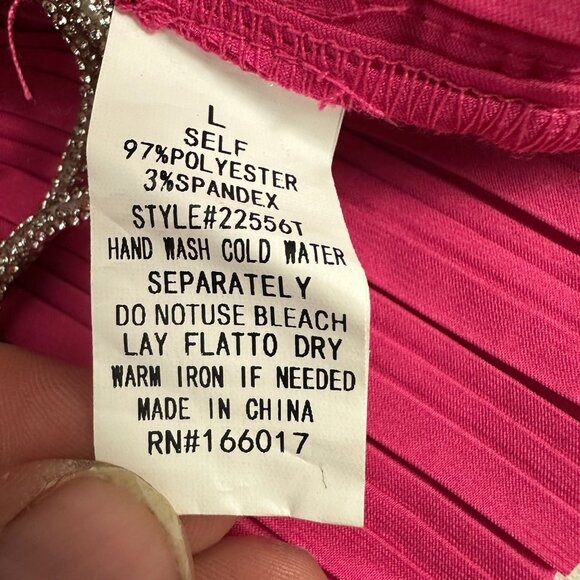 L
SELF
97%POLYESTER
3%SPANDEX
STYLE#22556T
HAND WASH COLD WATER
SEPARATELY
DO NOTUSE BLEACH
LAY FLATTO DRY
WARM IRON IF NEEDED
MADE IN CHINA
RN#166017